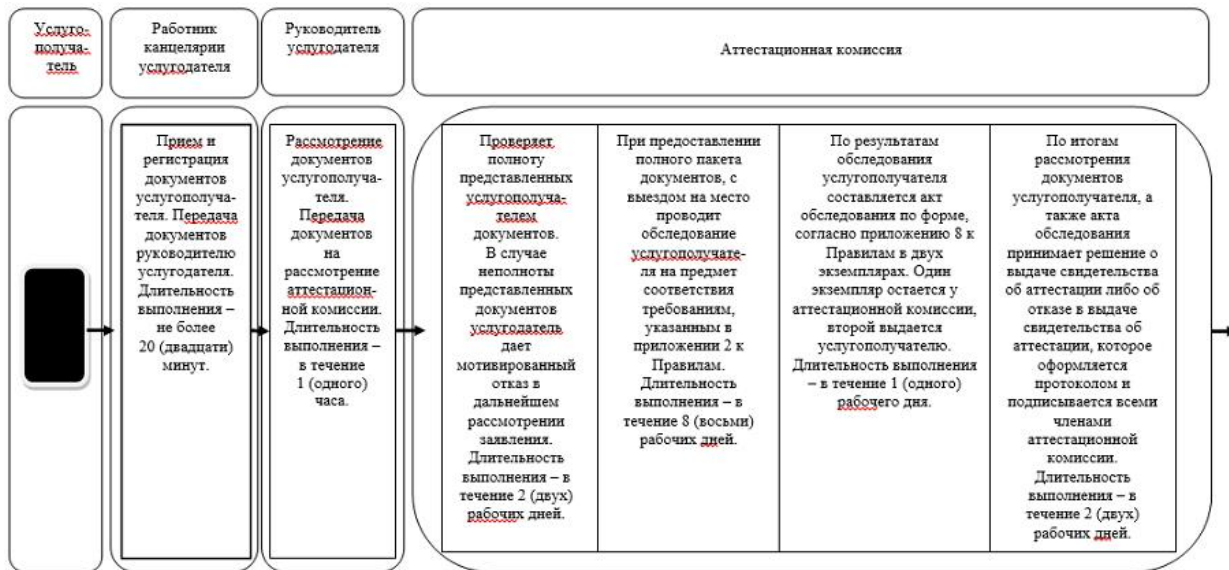 Услуго-
получа-
тель
Работник
канцелярии
услугодателя
Руководитель
услугодателя
Аттестационная комиссия
Прием и
регистрация
документов
услугополуча-
теля. Передача
документов
руководителю
услугодателя.
Длительность
выполнения –
не более
20 (двадцати)
минут.
Рассмотрение
документов
услугополуча-
теля.
Передача
документов
на
рассмотрение
аттестацион-
ной комиссии.
Длительность
выполнения –
в течение
1 (одного)
часа.
Проверяет
полноту
представленных
услугополуча-
телем
документов.
В случае
неполноты
представленных
документов
услугодатель
дает
мотивированный
отказ в
дальнейшем
рассмотрении
заявления.
Длительность
выполнения – в
течение 2 (двух)
рабочих дней.
При предоставлении
полного пакета
документов, с
выездом на место
проводит
обследование
услугополучате-
ля на предмет
соответствия
требованиям,
указанным в
приложении 2 к
Правилам.
Длительность
выполнения – в
течение 8 (восьми)
рабочих дней.
По результатам
обследования
услугополучателя
составляется акт
обследования по форме,
согласно приложению 8 к
Правилам в двух
экземплярах. Один
экземпляр остается у
аттестационной комиссии,
второй выдается
услугополучателю.
Длительность выполнения
– в течение 1 (одного)
рабочего дня.
По итогам
рассмотрения
документов
услугополучателя, а
также акта
обследования
принимает решение о
выдаче свидетельства
об аттестации либо об
отказе в выдаче
свидетельства об
аттестации, которое
оформляется
протоколом и
подписывается всеми
членами
аттестационной
комиссии.
Длительность
выполнения – в
течение 2 (двух)
рабочих дней.